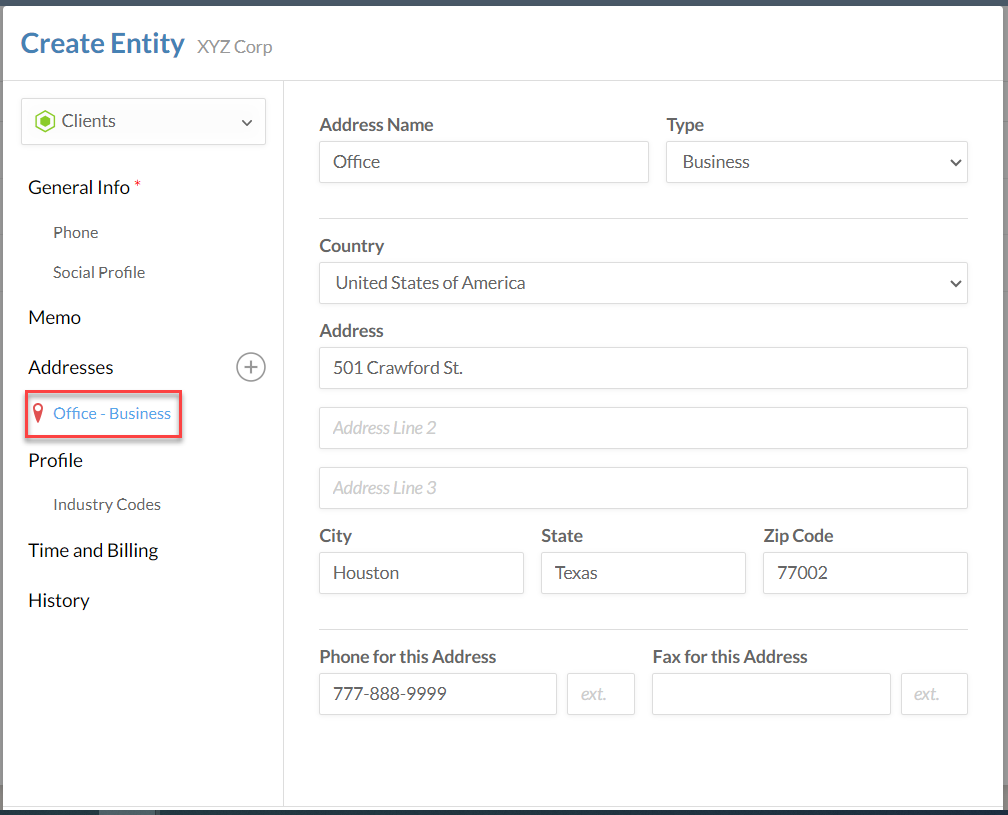 Create Entity XYZ Corp
Clients
General Info *
Phone
Social Profile
Memo
Addresses
Office - Business
Profile
Industry Codes
Time and Billing
History
Address Name Type
Office Business
Country
United States of America
Address
501 Crawford St.
Address Line 2
Address Line 3
City State Zip Code
Houston Texas 77002
Phone for this Address Fax for this Address
777-888-9999 ext. ext.